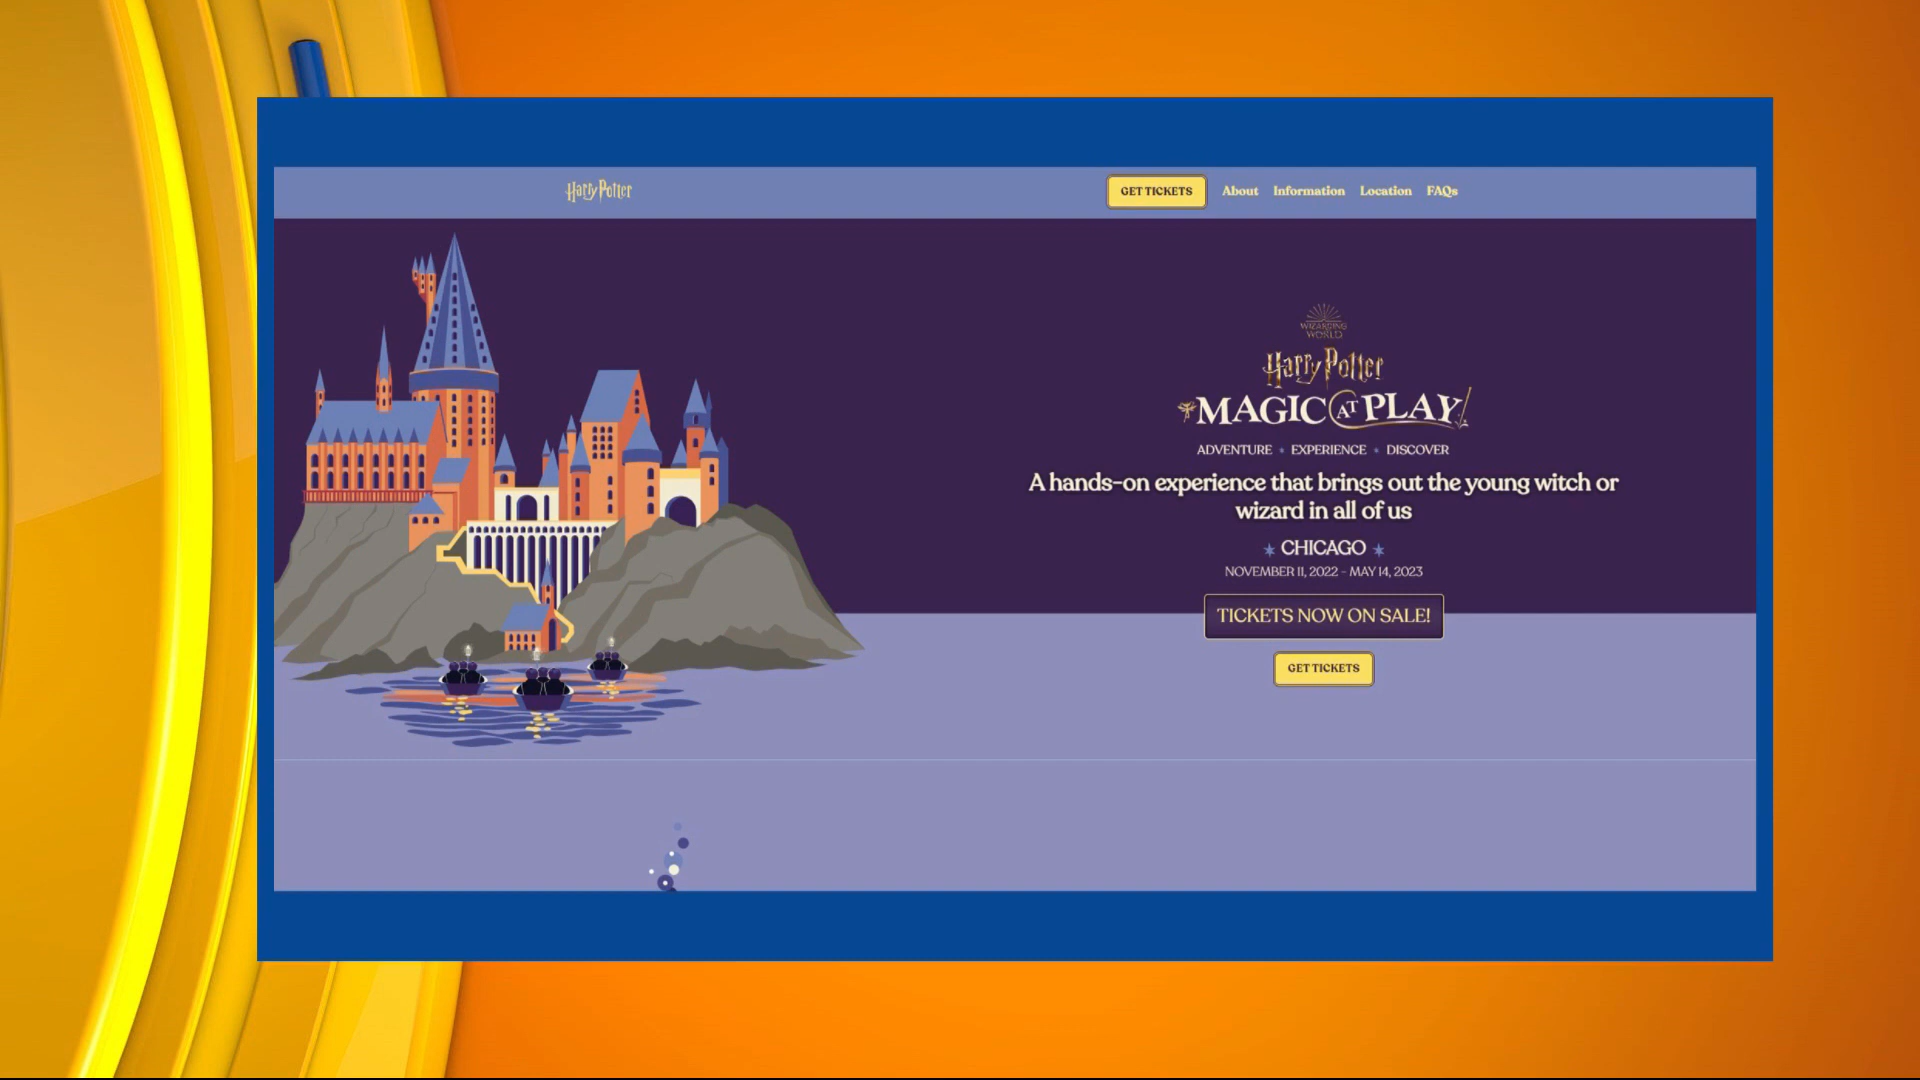 Harry Potter
GET TICKETS About Information Location FAQs
WIZARDING
WORLD
Harry Potter
MAGIC AT PLAY
ADVENTURE • EXPERIENCE • DISCOVER
A hands-on experience that brings out the young witch or
wizard in all of us
CHICAGO
NOVEMBER 11, 2022 - MAY 14, 2023
TICKETS NOW ON SALE!
GET TICKETS